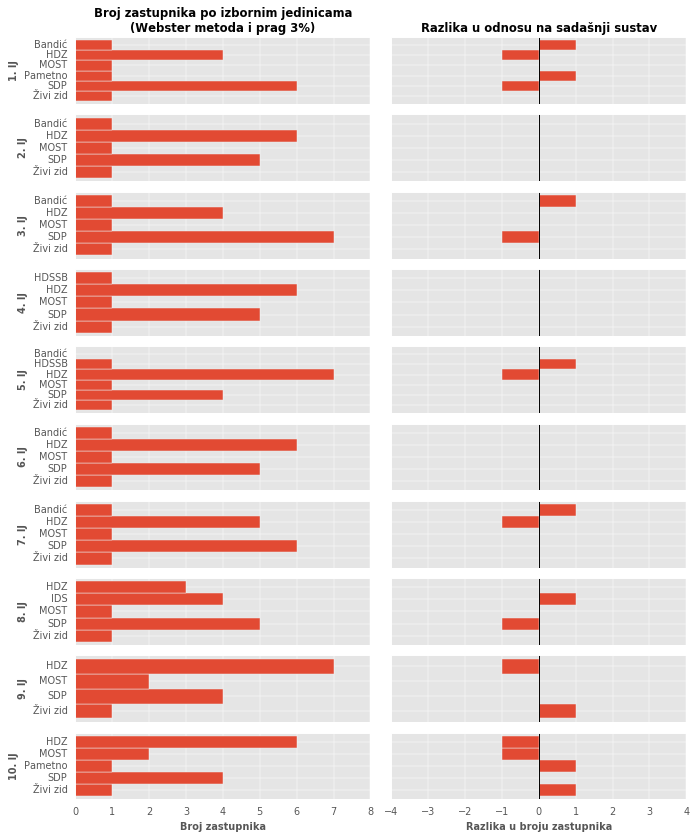 Broj zastupnika po izbornim jedinicama
(Webster metoda i prag 3%)
Razlika u odnosu na sadašnji sustav
1. IJ
Bandić
HDZ
MOST
Pametno
SDP
Živi zid
2. IJ
Bandić
HDZ
MOST
SDP
Živi zid
3. IJ
Bandić
HDZ
MOST
SDP
Živi zid
4. IJ
HDSSB
HDZ
MOST
SDP
Živi zid
5. IJ
Bandić
HDSSB
HDZ
MOST
SDP
Živi zid
6. IJ
Bandić
HDZ
MOST
SDP
Živi zid
7. IJ
Bandić
HDZ
MOST
SDP
Živi zid
8. IJ
HDZ
IDS
MOST
SDP
Živi zid
9. IJ
HDZ
MOST
SDP
Živi zid
10. IJ
HDZ
MOST
Pametno
SDP
Živi zid
0 1 2 3 4 5 6 7 8
Broj zastupnika
−4 −3 −2 −1 0 1 2 3 4
Razlika u broju zastupnika